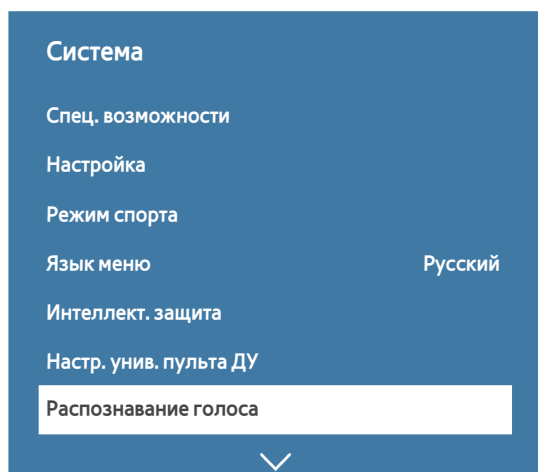 Система
Спец. возможности
Настройка
Режим спорта
Язык меню Русский
Интеллект. защита
Настр. унив. пульта ДУ
Распознавание голоса